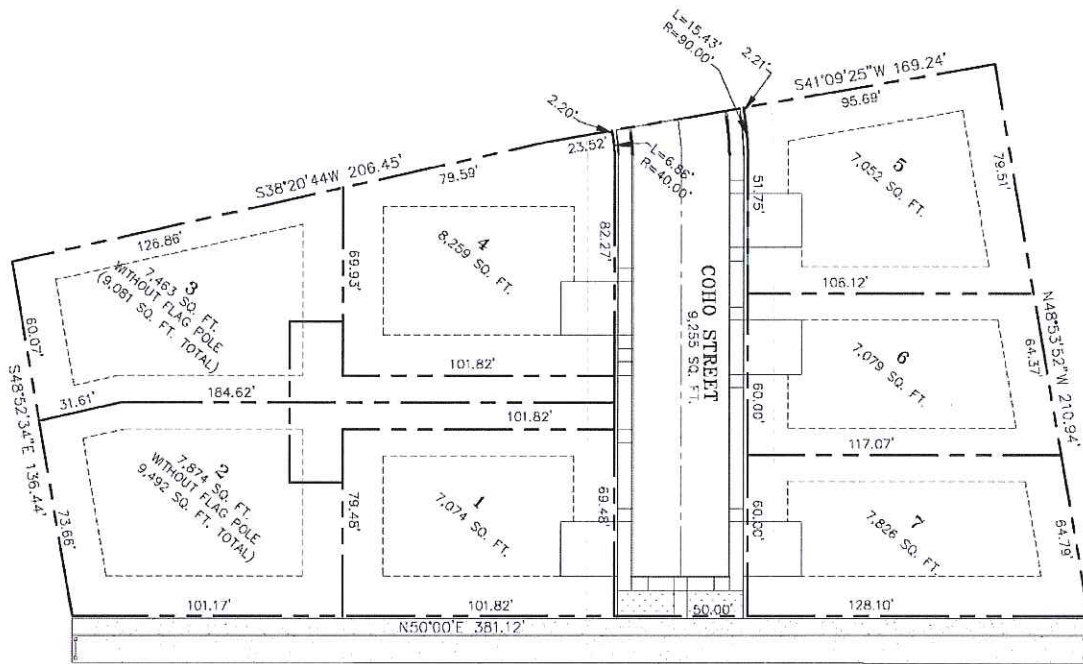 L=15.43'
R=90.00'
2.21'
S41°09'25"W 169.24'
95.69'
2.20'
23.52'
L=6.86'
R=40.00'
S38°20'44W 206.45'
79.59'
126.86'
5
7,052 SQ. FT.
79.51'
51.75'
82.27'
4
8,259 SQ. FT.
69.93'
3
7,463 SQ. FT.
WITHOUT FLAG POLE
(9,081 SQ. FT. TOTAL)
60.07'
COHO STREET
9,255 SQ. FT.
106.12'
N48°53'52"W 210.94'
64.37'
6
7,079 SQ. FT.
60.00'
101.82'
184.62'
31.61'
101.82'
S48°52'34"E 136.44'
117.07'
2
7,874 SQ. FT.
WITHOUT FLAG POLE
9,492 SQ. FT. TOTAL)
73.66'
79.48'
1
7,074 SQ. FT.
69.48'
60.00'
7
7,826 SQ. FT.
64.79'
101.17'
101.82'
50.00'
128.10'
N50°00'E 381.12'